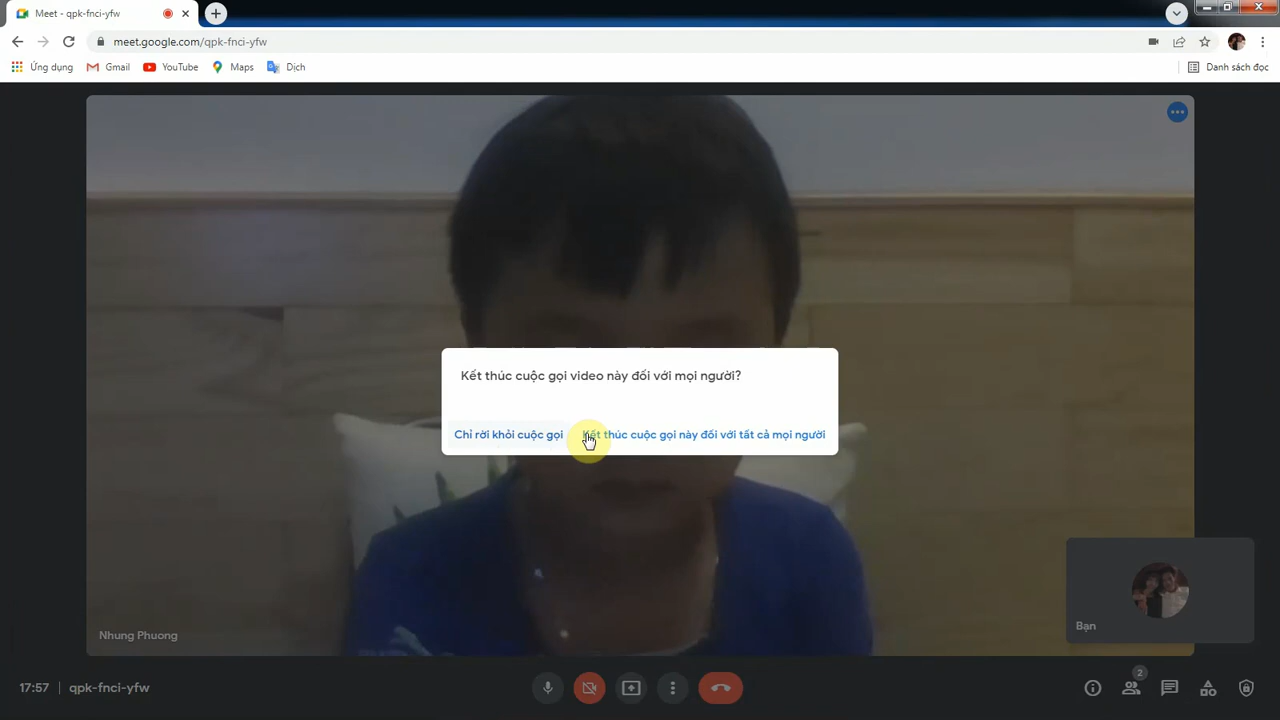 Meet - qpk-fnci-yfw
meet.google.com/qpk-fnci-yfw
Ứng dụng
Gmail
YouTube
Maps
Dịch
Danh sách đọc
Kết thúc cuộc gọi video này đối với mọi người?
Chỉ rời khỏi cuộc gọi
Kết thúc cuộc gọi này đối với tất cả mọi người
Nhung Phuong
Bạn
17:57 | qpk-fnci-yfw
2